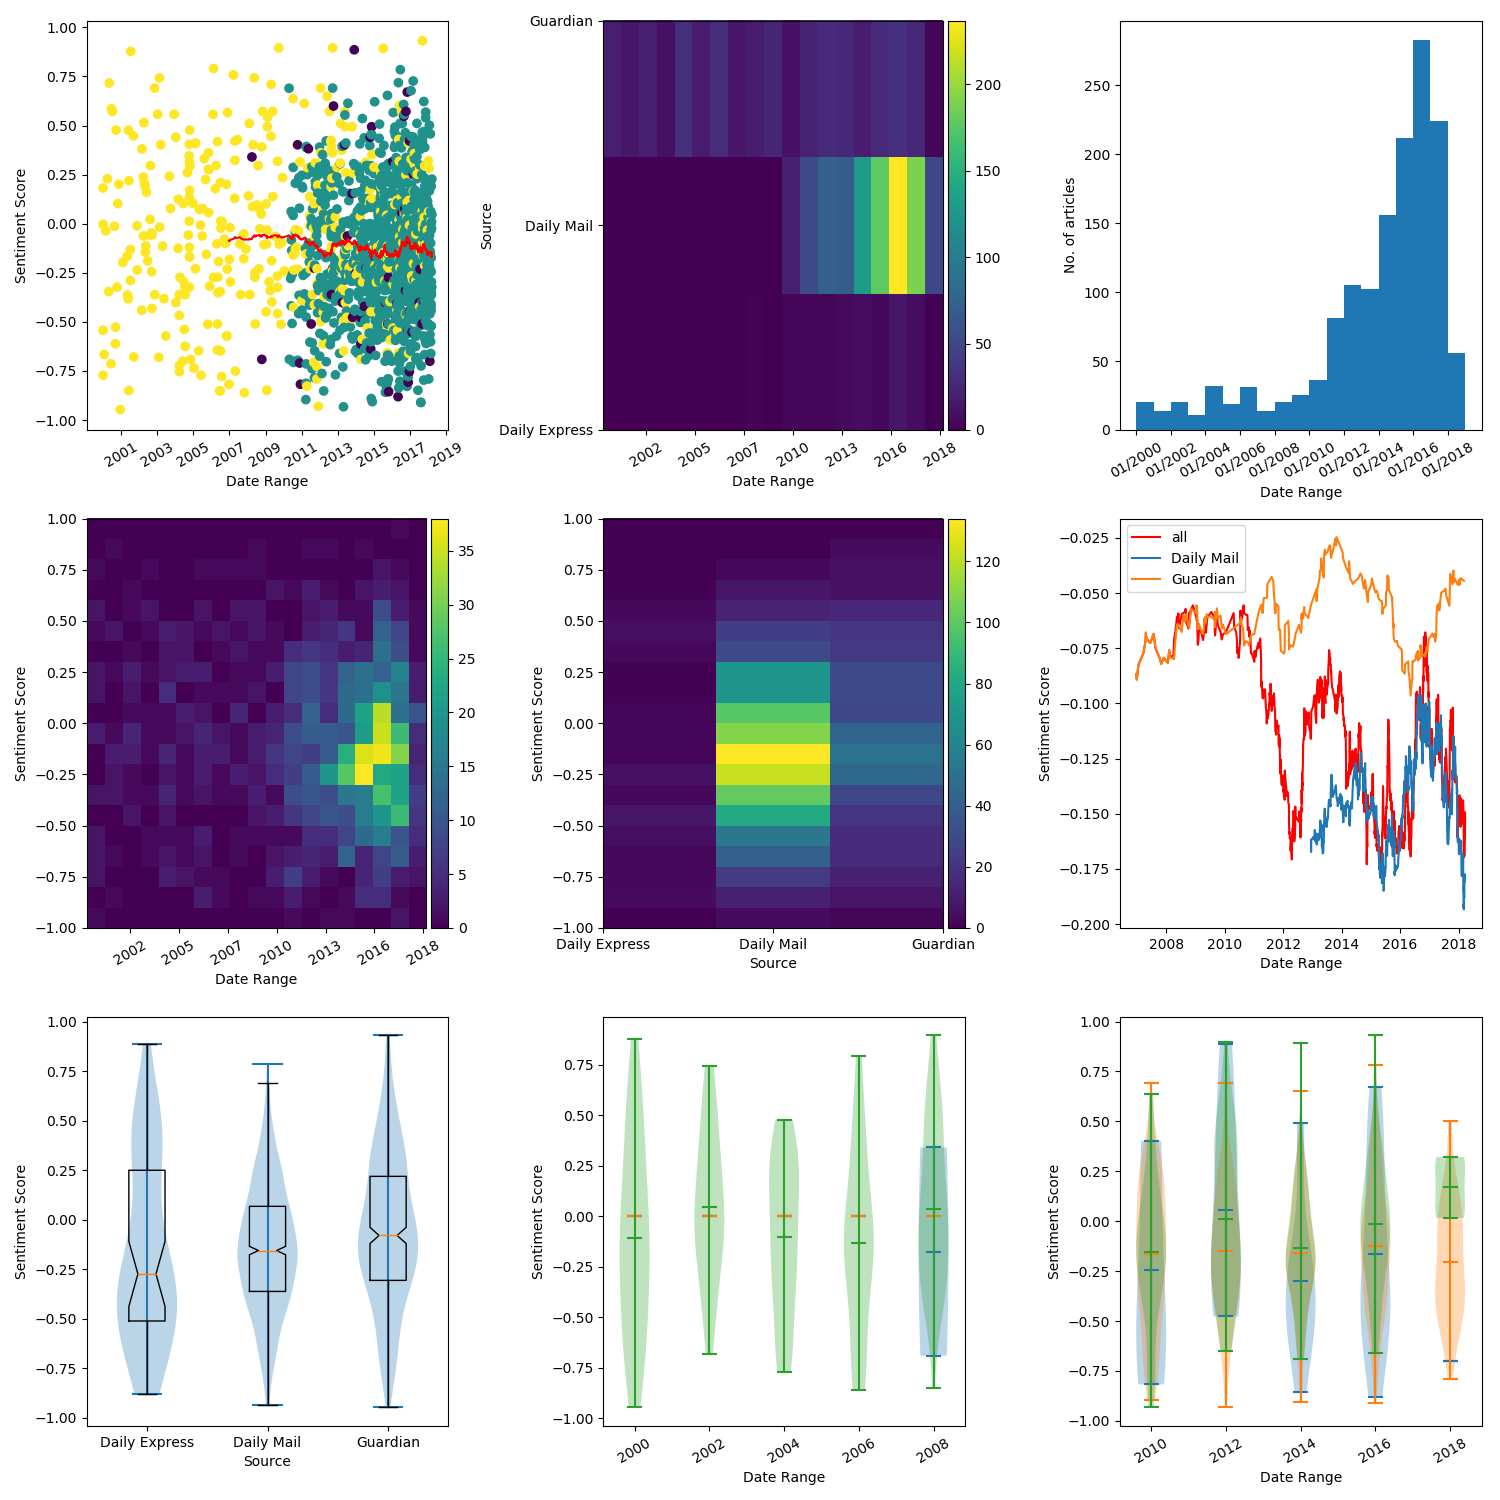 1.00
0.75
0.50
0.25
0.00
−0.25
−0.50
−0.75
−1.00
Sentiment Score
2001 2003 2005 2007 2009 2011 2013 2015 2017 2019
Date Range
Guardian
Daily Mail
Daily Express
Source
2002 2005 2007 2010 2013 2016 2018
Date Range
200
150
100
50
0
250
200
150
100
50
0
No. of articles
01/2000 01/2002 01/2004 01/2006 01/2008 01/2010 01/2012 01/2014 01/2016 01/2018
Date Range
1.00
0.75
0.50
0.25
0.00
−0.25
−0.50
−0.75
−1.00
Sentiment Score
2002 2005 2007 2010 2013 2016 2018
Date Range
35
30
25
20
15
10
5
0
1.00
0.75
0.50
0.25
0.00
−0.25
−0.50
−0.75
−1.00
Sentiment Score
Daily Express Daily Mail Guardian
Source
120
100
80
60
40
20
0
all
Daily Mail
Guardian
−0.025
−0.050
−0.075
−0.100
−0.125
−0.150
−0.175
−0.200
Sentiment Score
2008 2010 2012 2014 2016 2018
Date Range
1.00
0.75
0.50
0.25
0.00
−0.25
−0.50
−0.75
−1.00
Sentiment Score
Daily Express Daily Mail Guardian
Source
0.75
0.50
0.25
0.00
−0.25
−0.50
−0.75
−1.00
Sentiment Score
2000 2002 2004 2006 2008
Date Range
1.00
0.75
0.50
0.25
0.00
−0.25
−0.50
−0.75
−1.00
Sentiment Score
2010 2012 2014 2016 2018
Date Range